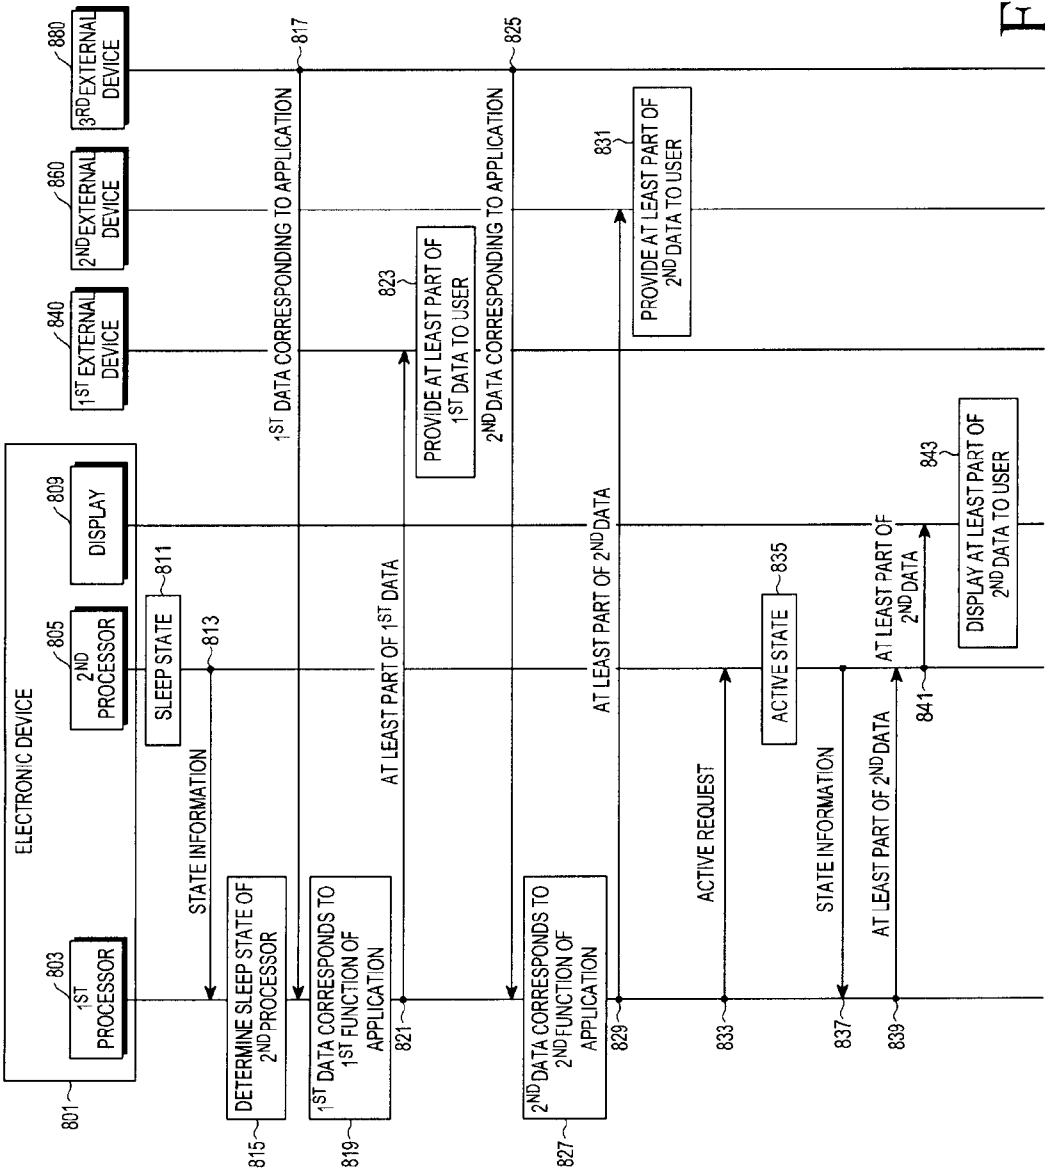 ELECTRONIC DEVICE
801
803
1ST
PROCESSOR
805
2ND
PROCESSOR
809
DISPLAY
840
1ST EXTERNAL
DEVICE
860
2ND EXTERNAL
DEVICE
880
3RD EXTERNAL
DEVICE
SLEEP STATE
811
STATE INFORMATION
813
DETERMINE SLEEP STATE OF
2ND PROCESSOR
815
1ST DATA CORRESPONDING TO APPLICATION
817
1ST DATA CORRESPONDS TO
1ST FUNCTION OF
APPLICATION
819
AT LEAST PART OF 1ST DATA
821
PROVIDE AT LEAST PART OF
1ST DATA TO USER
823
2ND DATA CORRESPONDING TO APPLICATION
825
2ND DATA CORRESPONDS TO
2ND FUNCTION OF
APPLICATION
827
AT LEAST PART OF 2ND DATA
829
PROVIDE AT LEAST PART OF
2ND DATA TO USER
831
ACTIVE REQUEST
833
ACTIVE STATE
835
STATE INFORMATION
837
AT LEAST PART OF 2ND DATA
839
AT LEAST PART OF
2ND DATA
841
DISPLAY AT LEAST PART OF
2ND DATA TO USER
843